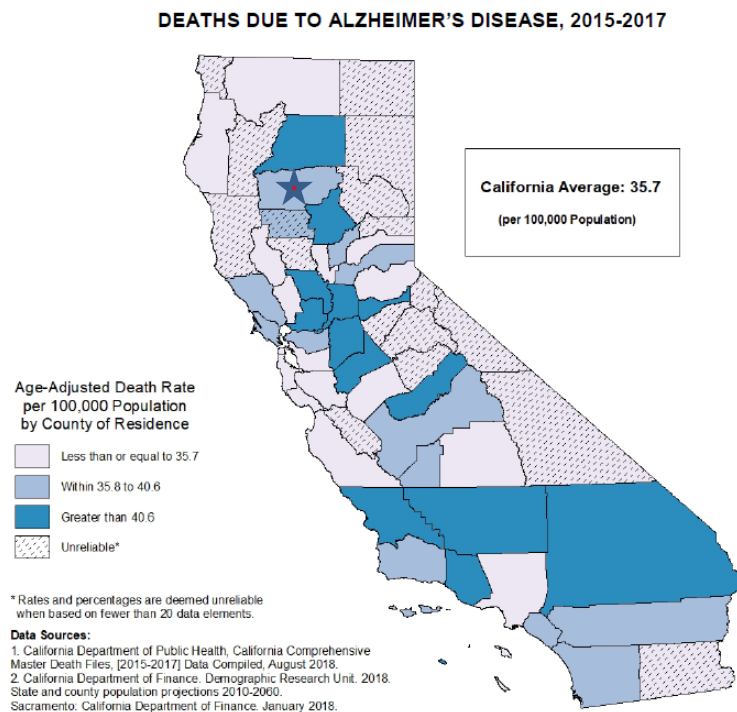 DEATHS DUE TO ALZHEIMER'S DISEASE, 2015-2017
California Average: 35.7
(per 100,000 Population)
Age-Adjusted Death Rate
per 100,000 Population
by County of Residence
Less than or equal to 35.7
Within 35.8 to 40.6
Greater than 40.6
Unreliable*
* Rates and percentages are deemed unreliable
when based on fewer than 20 data elements.
Data Sources:
1. California Department of Public Health, California Comprehensive
Master Death Files, [2015-2017] Data Compiled, August 2018.
2. California Department of Finance. Demographic Research Unit. 2018.
State and county population projections 2010-2060.
Sacramento: California Department of Finance. January 2018.